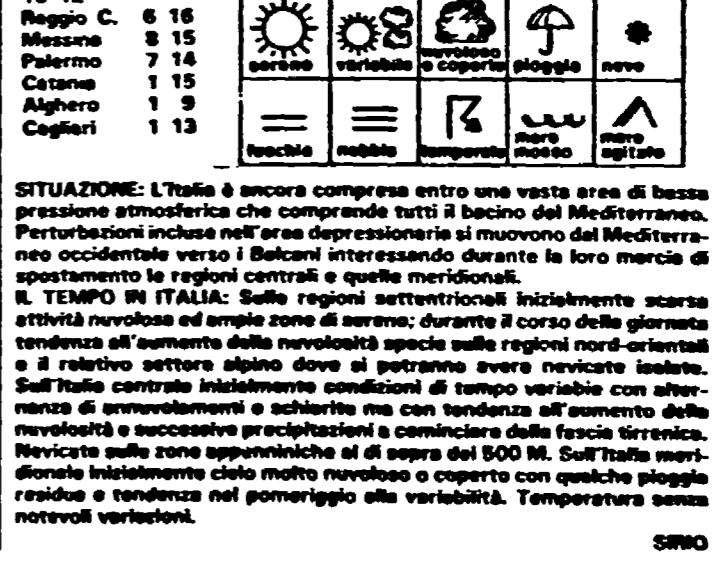 Reggio C. 6 16
Messina 8 15
Palermo 7 14
Catania 1 15
Alghero 1 9
Cagliari 1 13
sereno variabile nuvoloso e coperto pioggia neve
foschia nebbia temporale mare mosso mare agitato
SITUAZIONE: L'Italia è ancora compresa entro una vasta area di bassa
pressione atmosferica che comprende tutti il bacino del Mediterraneo.
Perturbazioni incluse nell'area depressionaria si muovono dal Mediterra-
neo occidentale verso i Balcani interessando durante la loro marcia di
spostamento le regioni centrali e quelle meridionali.
IL TEMPO IN ITALIA: Sulle regioni settentrionali inizialmente scarsa
attività nuvolosa ed ampie zone di sereno; durante il corso della giornata
tendenza all'aumento della nuvolosità specie sulle regioni nord-orientali
e il relativo settore alpino dove si potranno avere nevicate isolate.
Sull'Italia centrale inizialmente condizioni di tempo variabile con alter-
nanza di annuvolamenti e schiarite ma con tendenza all'aumento della
nuvolosità e successive precipitazioni a cominciare dalla fascia tirrenica.
Nevicate sulle zone appenniniche al di sopra dei 500 M. Sull'Italia meri-
dionale inizialmente cielo molto nuvoloso o coperto con qualche pioggia
residua e tendenza nel pomeriggio alla variabilità. Temperatura senza
notevoli variazioni.
SIRIO